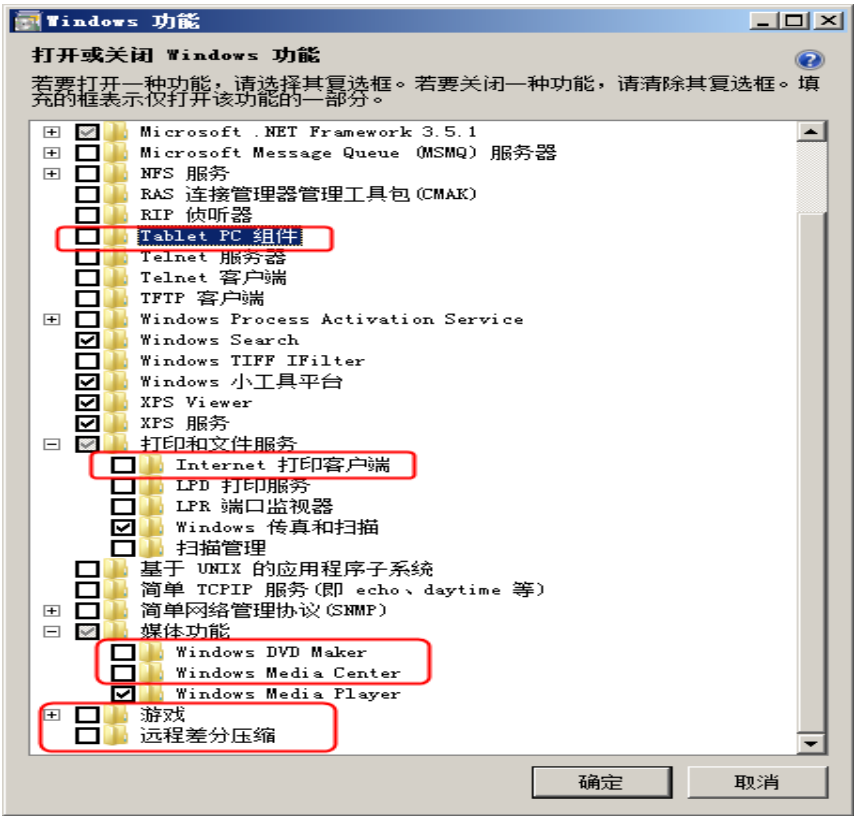 Windows 功能
打开或关闭 Windows 功能
若要打开一种功能，请选择其复选框。若要关闭一种功能，请清除其复选框。填
充的框表示仅打开该功能的一部分。
Microsoft .NET Framework 3.5.1
Microsoft Message Queue (MSMQ) 服务器
NFS 服务
RAS 连接管理器管理工具包(CMAK)
RIP 侦听器
Tablet PC 组件
Telnet 服务器
Telnet 客户端
TFTP 客户端
Windows Process Activation Service
Windows Search
Windows TIFF IFilter
Windows 小工具平台
XPS Viewer
XPS 服务
打印和文件服务
Internet 打印客户端
LPD 打印服务
LPR 端口监视器
Windows 传真和扫描
扫描管理
基于 UNIX 的应用程序子系统
简单 TCPIP 服务(即 echo、daytime 等)
简单网络管理协议(SNMP)
媒体功能
Windows DVD Maker
Windows Media Center
Windows Media Player
游戏
远程差分压缩
确定
取消